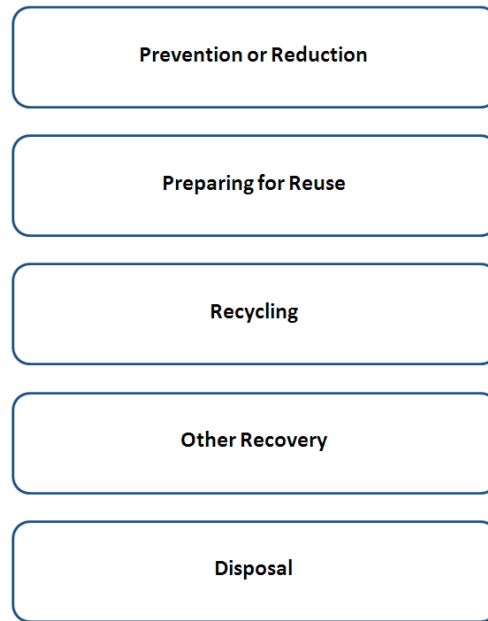 Prevention or Reduction
Preparing for Reuse
Recycling
Other Recovery
Disposal